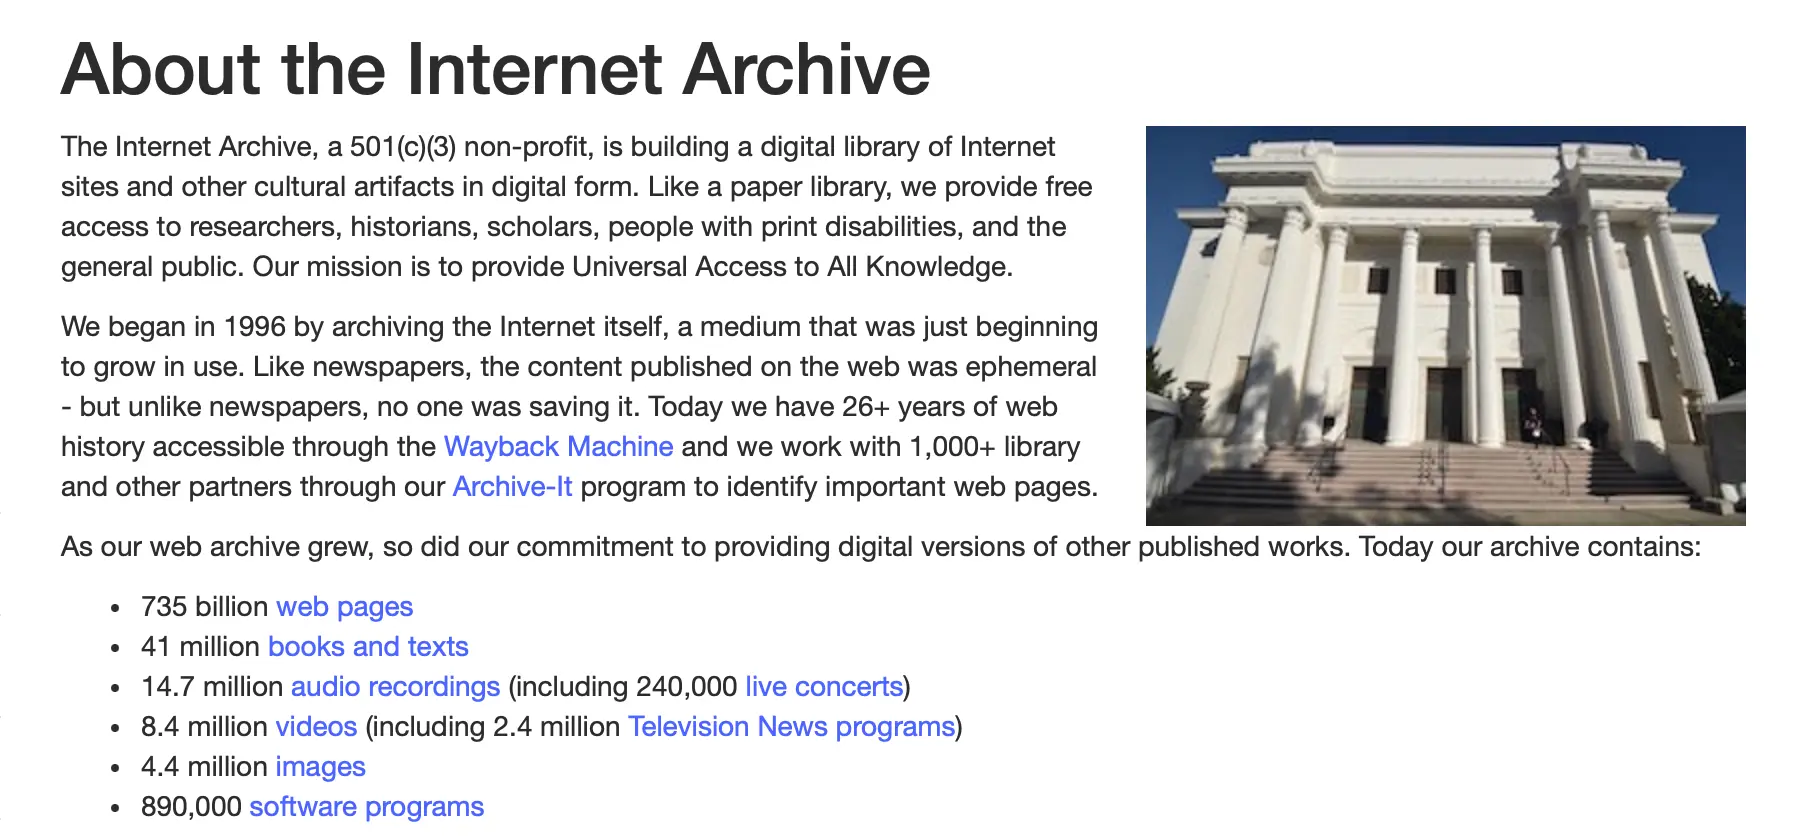 About the Internet Archive
The Internet Archive, a 501(c)(3) non-profit, is building a digital library of Internet
sites and other cultural artifacts in digital form. Like a paper library, we provide free
access to researchers, historians, scholars, people with print disabilities, and the
general public. Our mission is to provide Universal Access to All Knowledge.
We began in 1996 by archiving the Internet itself, a medium that was just beginning
to grow in use. Like newspapers, the content published on the web was ephemeral
- but unlike newspapers, no one was saving it. Today we have 26+ years of web
history accessible through the Wayback Machine and we work with 1,000+ library
and other partners through our Archive-It program to identify important web pages.
As our web archive grew, so did our commitment to providing digital versions of other published works. Today our archive contains:
• 735 billion web pages
• 41 million books and texts
• 14.7 million audio recordings (including 240,000 live concerts)
• 8.4 million videos (including 2.4 million Television News programs)
• 4.4 million images
• 890,000 software programs